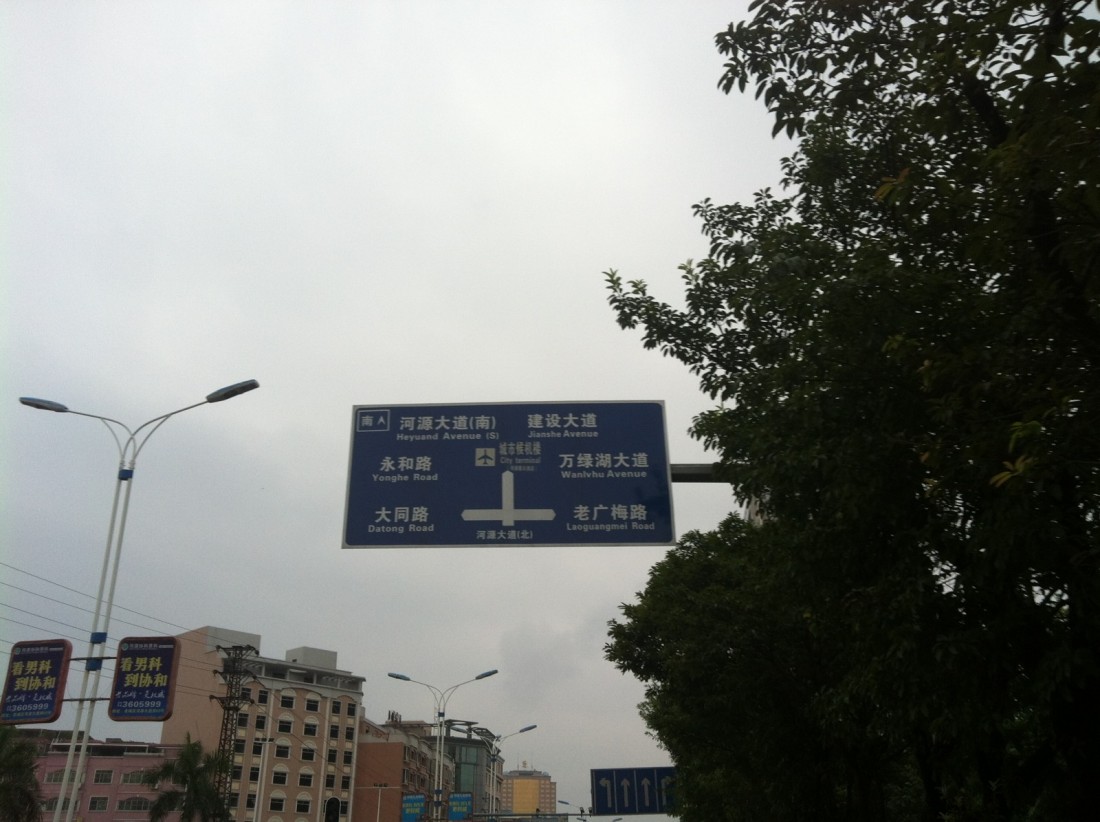 南 河源大道(南) 建设大道
Heyuand Avenue (S) Jianshe Avenue
城市候机楼
City terminal
永和路 万绿湖大道
Yonghe Road Wanlvhu Avenue
大同路 老广梅路
Datong Road Laoguangmei Road
河源大道(北)
看男科
到协和
3605999
看男科
到协和
3605999